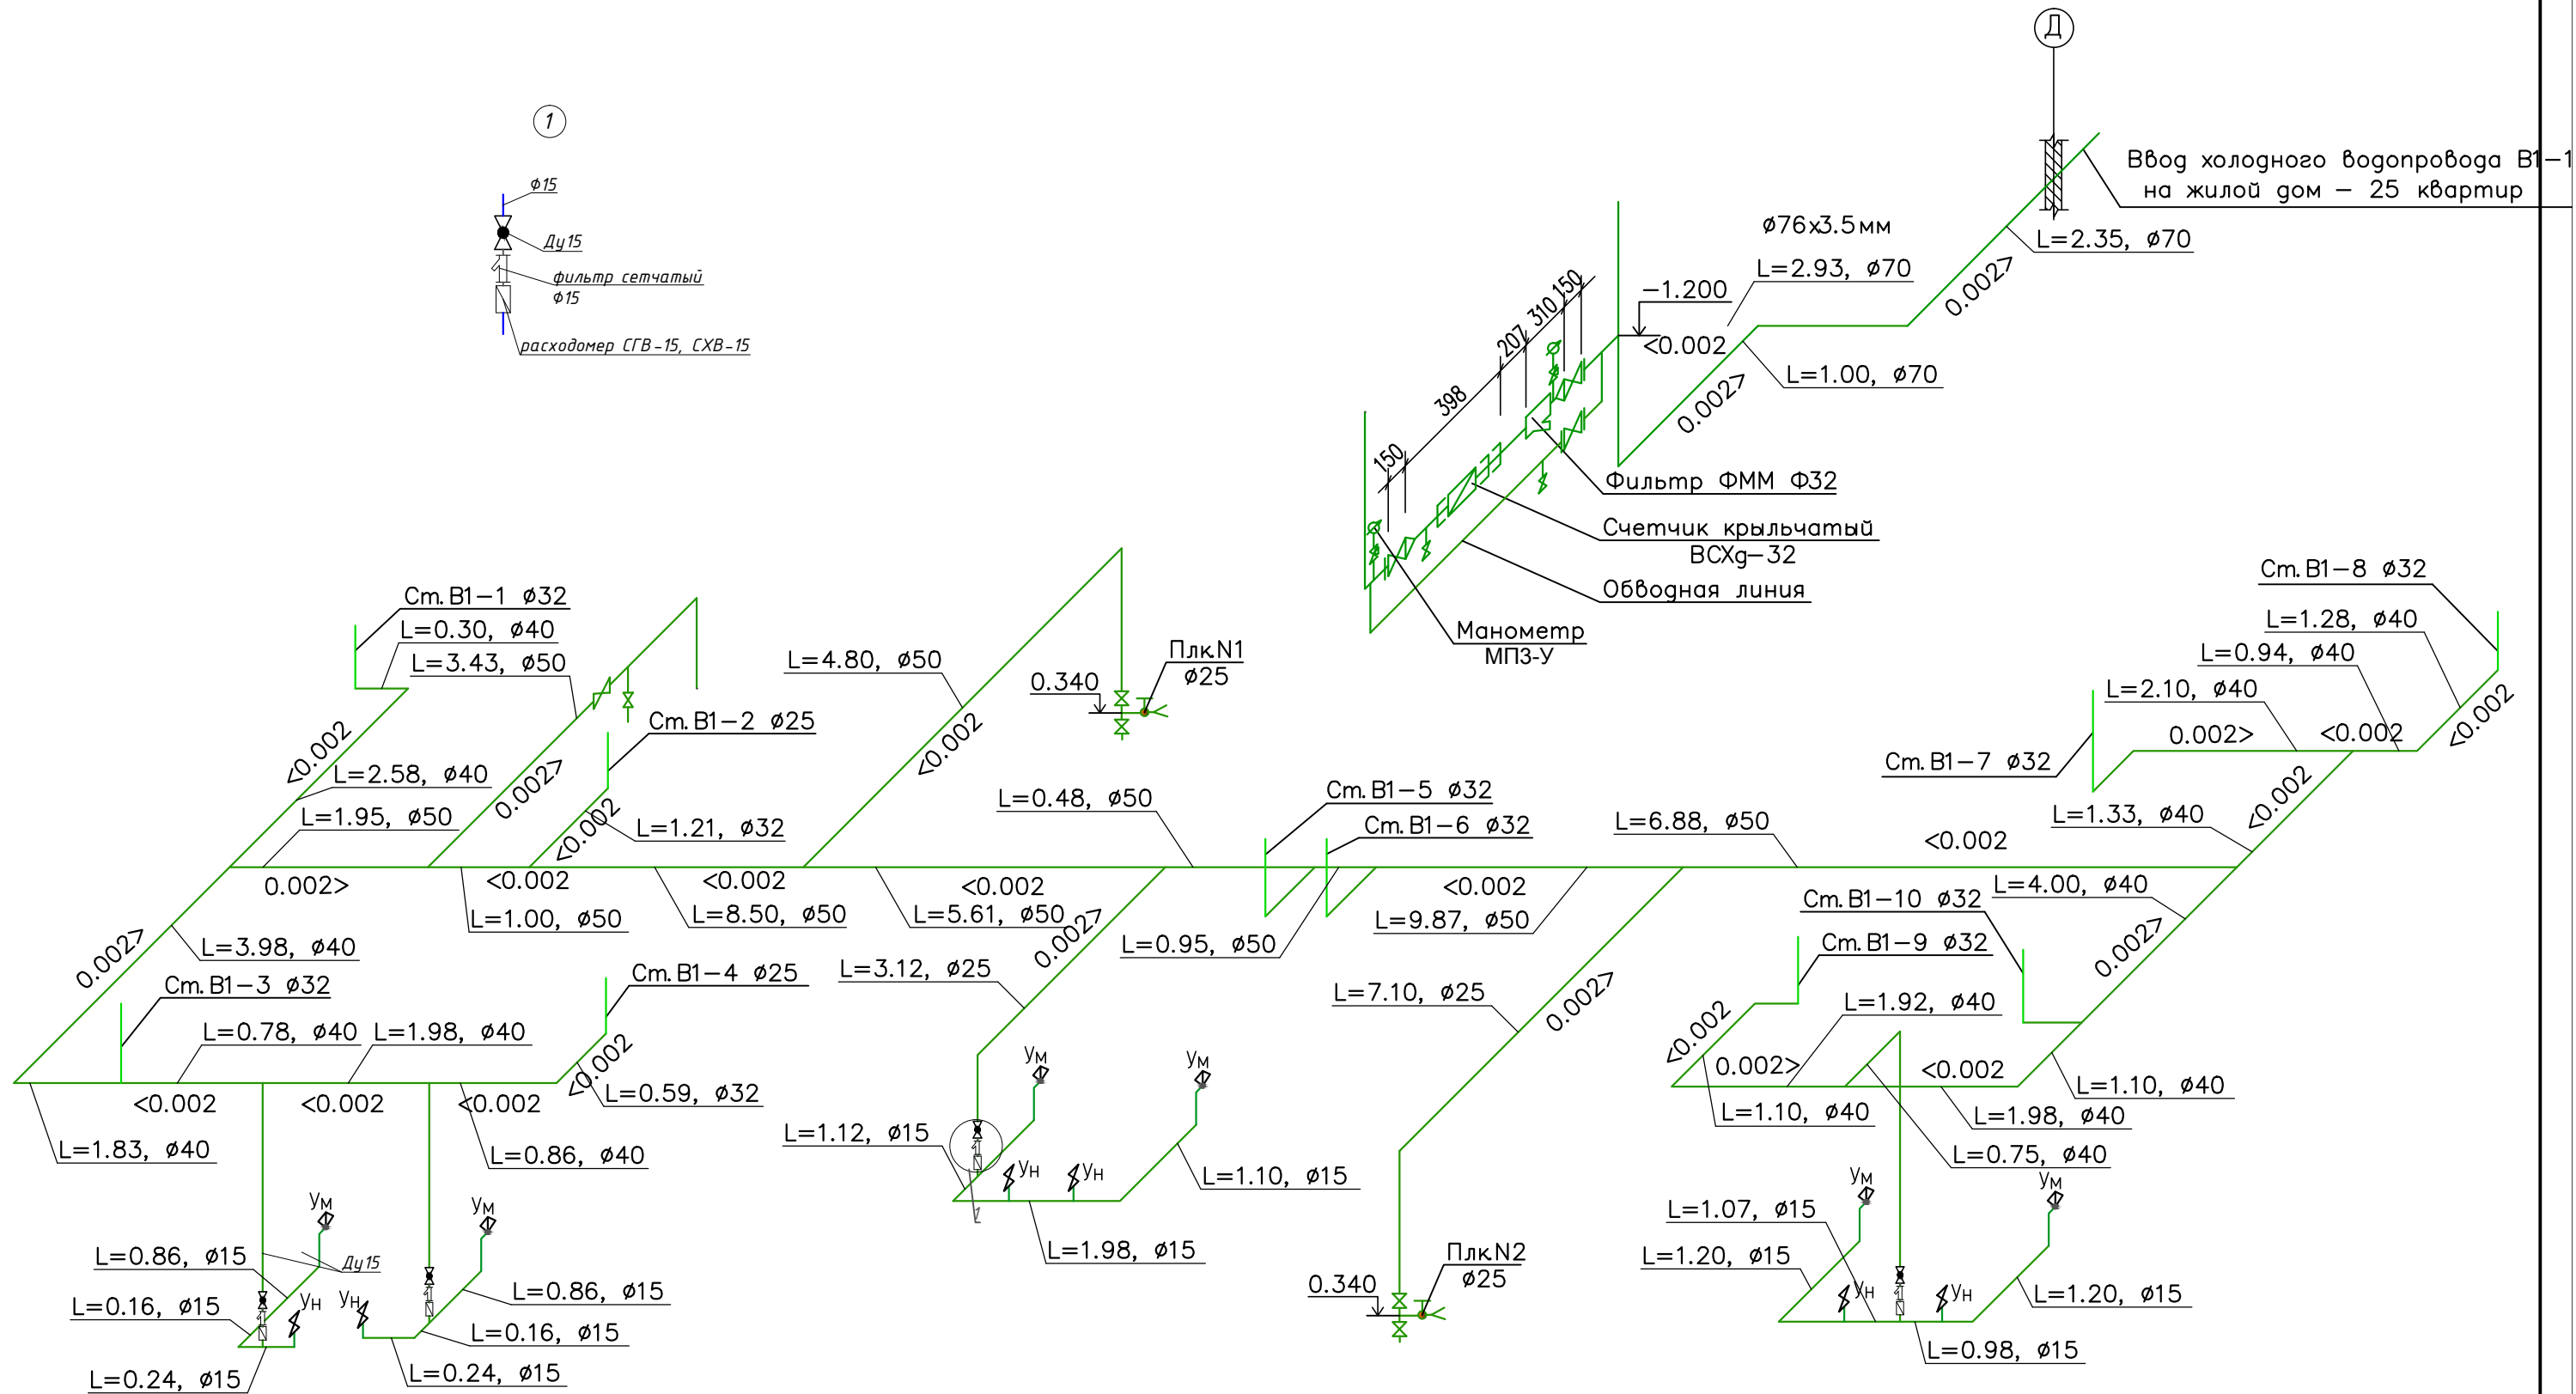 Д
1
Ввод холодного водопровода В1-1
на жилой дом - 25 квартир
ø15
Ду15
фильтр сетчатый
ø15
расходомер СГВ-15, СХВ-15
ø76х3.5мм
L=2.35, ø70
L=2.93, ø70
0.002>
-1.200
<0.002
L=1.00, ø70
0.002>
150
310
207
398
150
Фильтр ФММ Ф32
Счетчик крыльчатый
ВСХд-32
Обводная линия
Манометр
МП3-У
Ст.В1-1 ø32
L=0.30, ø40
L=3.43, ø50
<0.002
L=2.58, ø40
L=1.95, ø50
0.002>
Ст.В1-2 ø25
0.002>
<0.002
L=1.21, ø32
L=4.80, ø50
<0.002
0.340
Плк.N1
ø25
L=0.48, ø50
Ст.В1-5 ø32
Ст.В1-6 ø32
L=6.88, ø50
<0.002
Ст.В1-8 ø32
L=1.28, ø40
L=0.94, ø40
L=2.10, ø40
0.002>
<0.002
<0.002
Ст.В1-7 ø32
L=1.33, ø40
<0.002
<0.002
L=1.00, ø50
<0.002
L=8.50, ø50
<0.002
L=5.61, ø50
0.002>
L=0.95, ø50
<0.002
L=9.87, ø50
L=4.00, ø40
Ст.В1-10 ø32
Ст.В1-9 ø32
0.002>
0.002>
L=3.98, ø40
Ст.В1-3 ø32
Ст.В1-4 ø25
L=0.78, ø40
L=1.98, ø40
<0.002
L=0.59, ø32
<0.002
<0.002
<0.002
L=1.83, ø40
L=0.86, ø40
L=3.12, ø25
L=7.10, ø25
0.002>
L=1.92, ø40
<0.002
0.002>
<0.002
L=1.10, ø40
L=1.10, ø40
L=1.98, ø40
L=0.75, ø40
Ум
Ум
L=1.12, ø15
Ун
Ун
L=1.10, ø15
1
L=1.98, ø15
Ум
Ум
L=0.86, ø15
Ду15
L=0.16, ø15
Ун
Ун
L=0.86, ø15
L=0.16, ø15
L=0.24, ø15
L=0.24, ø15
0.340
Плк.N2
ø25
Ум
Ум
L=1.07, ø15
L=1.20, ø15
Ун
Ун
L=1.20, ø15
L=0.98, ø15